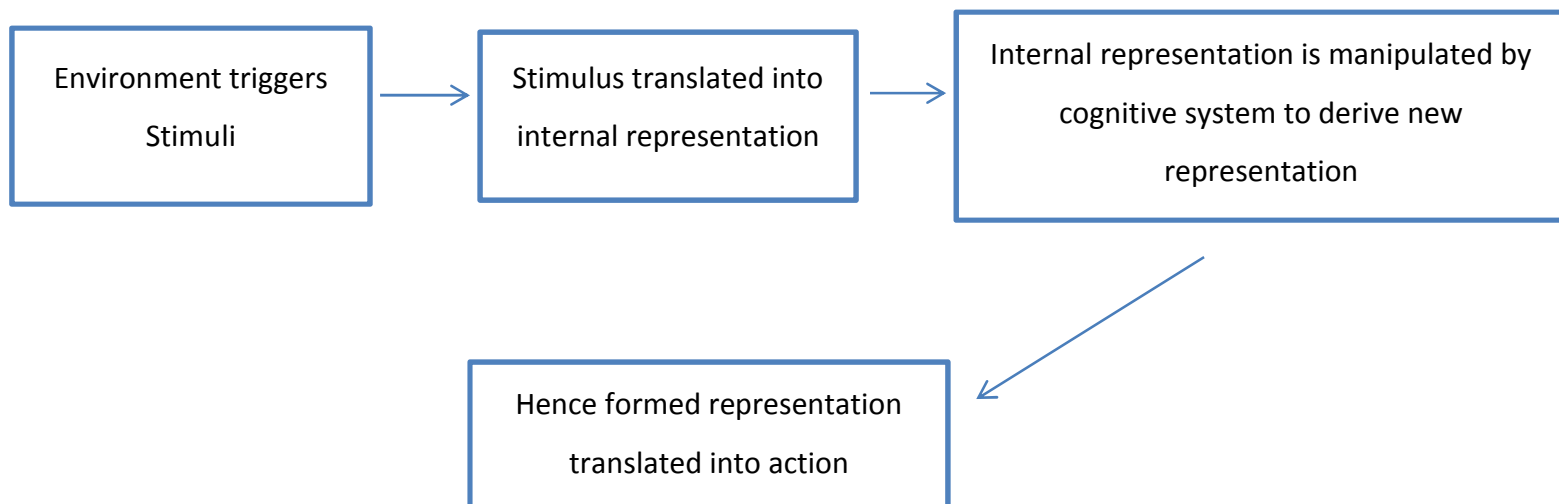 Environment triggers
Stimuli
Stimulus translated into
internal representation
Internal representation is manipulated by
cognitive system to derive new
representation
Hence formed representation
translated into action